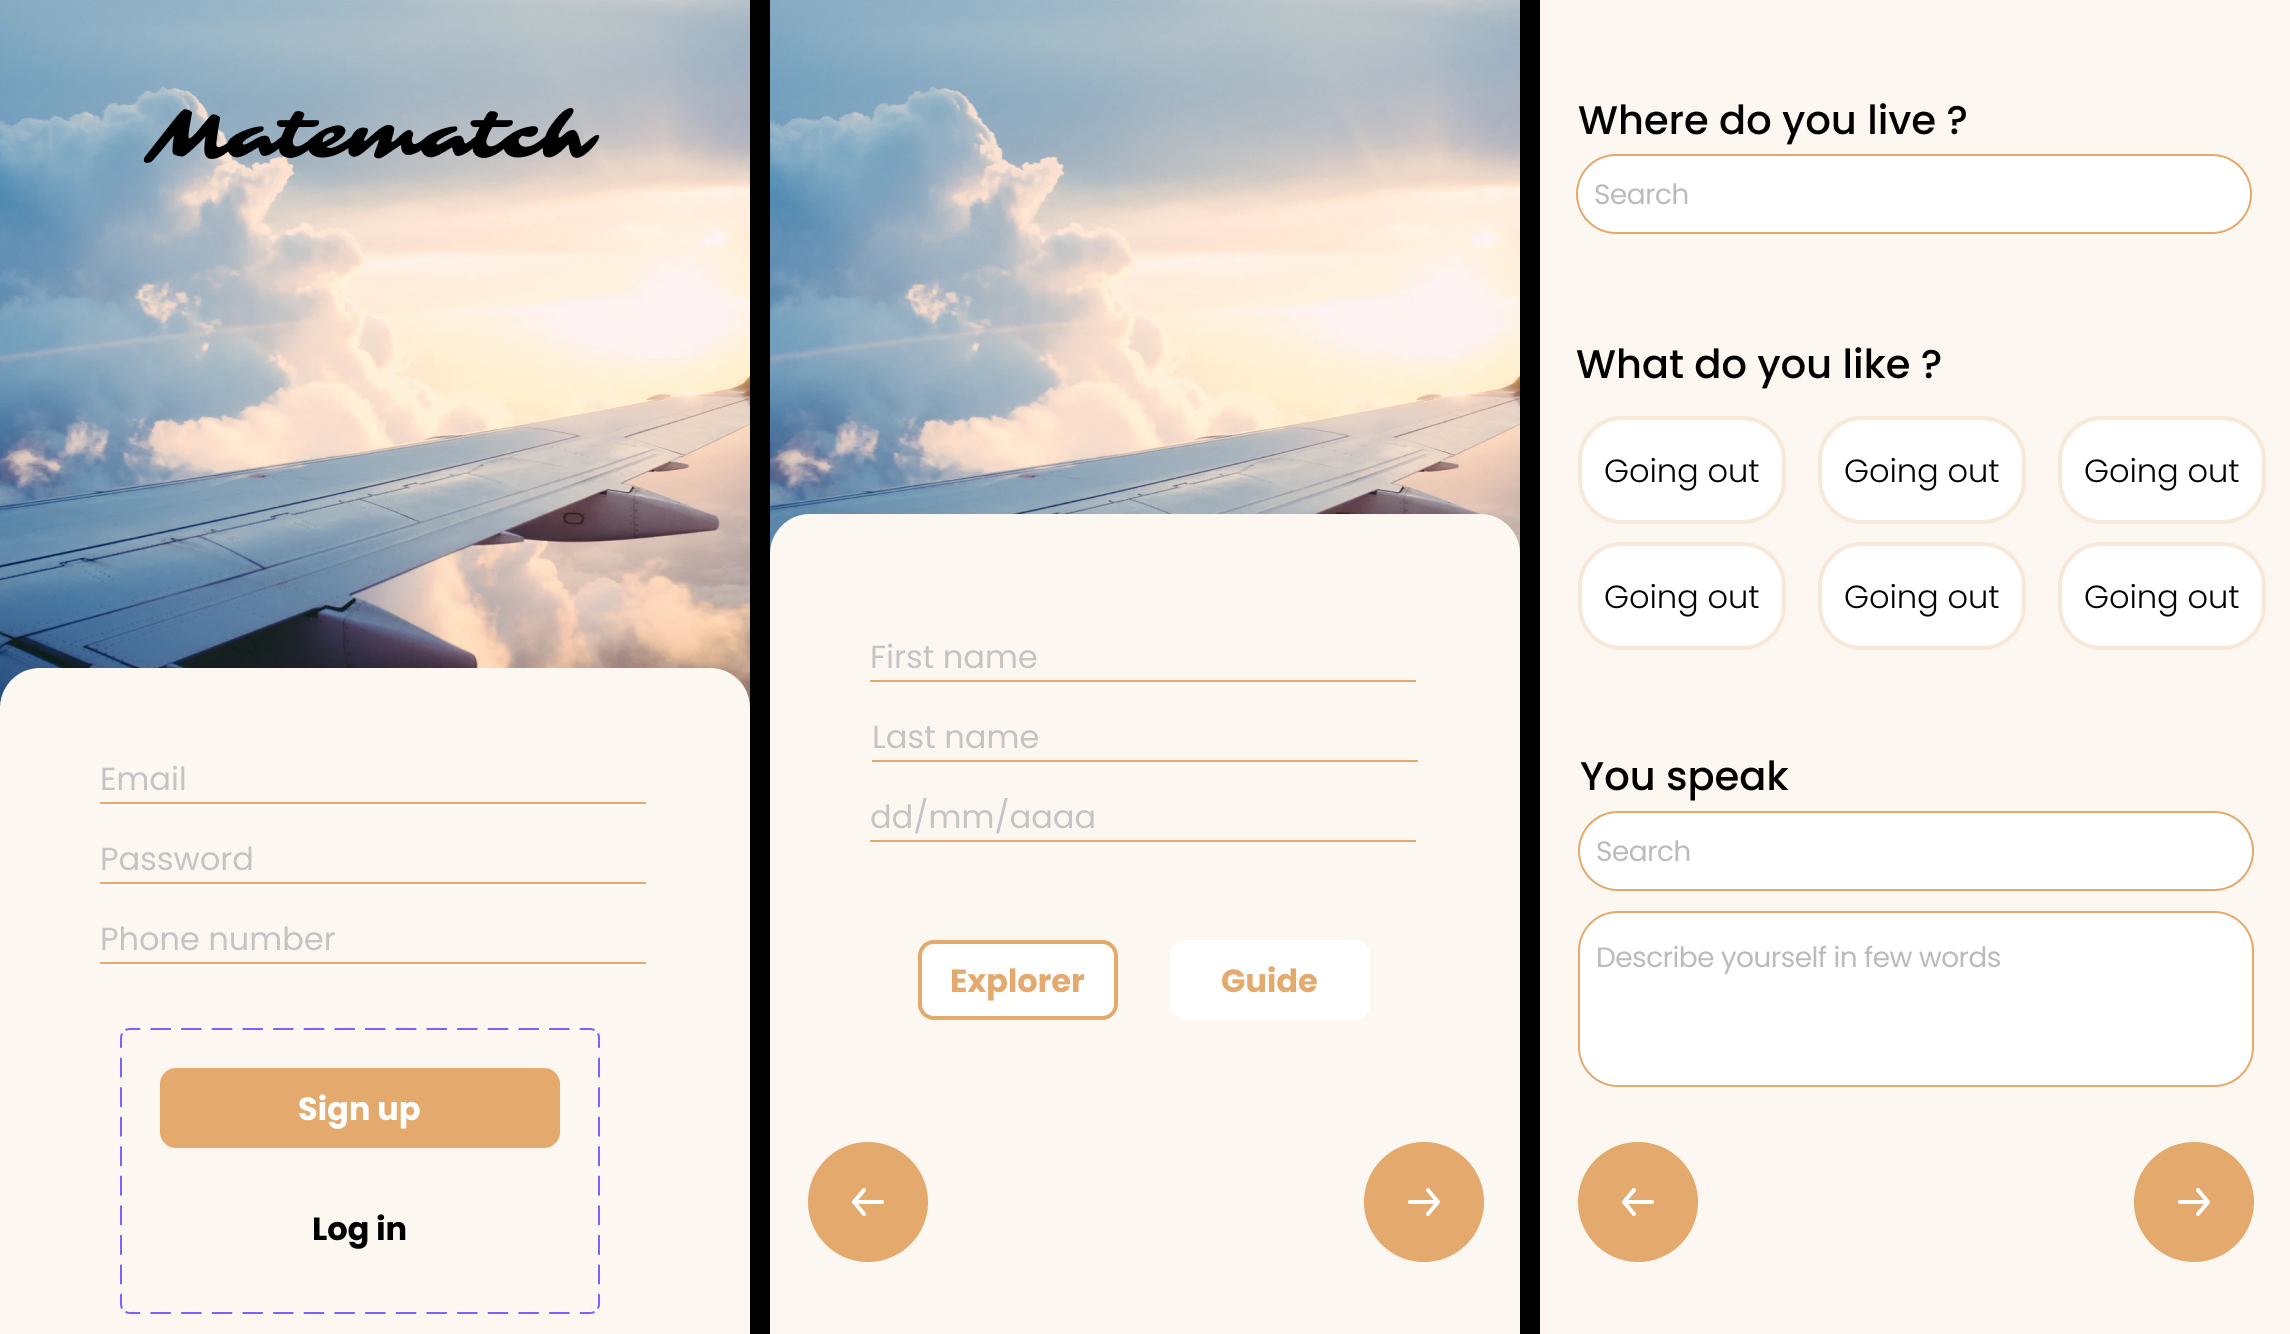 Matematch
Email
Password
Phone number
Sign up
Log in
First name
Last name
dd/mm/aaaa
Explorer
Guide
Where do you live ?
Search
What do you like ?
Going out
Going out
Going out
Going out
Going out
Going out
You speak
Search
Describe yourself in few words